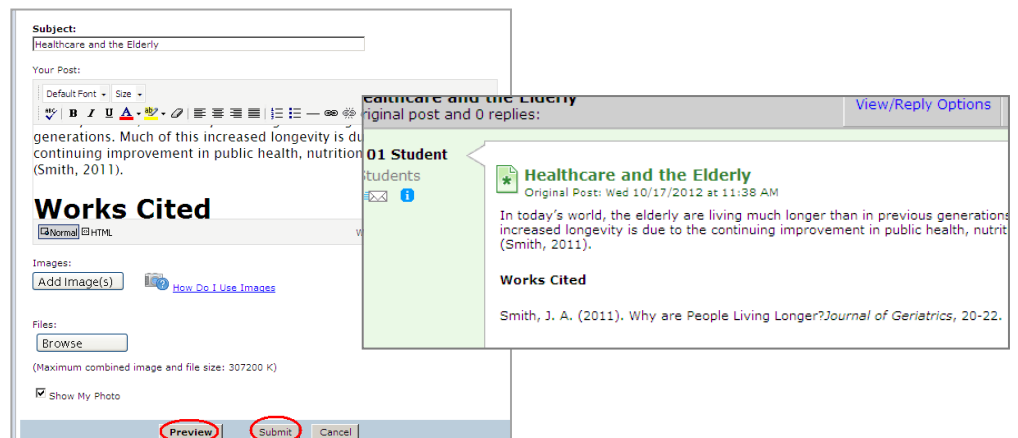 Subject:
Healthcare and the Elderly
Your Post:
Default Font Size
B I U A
generations. Much of this increased longevity is du
continuing improvement in public health, nutrition
(Smith, 2011).
Works Cited
Normal HTML
Images:
Add Image(s) How Do I Use Images
Files:
Browse
(Maximum combined image and file size: 307200 K)
Show My Photo
Preview Submit Cancel
ealthcare and the Elderly
riginal post and 0 replies:
View/Reply Options
01 Student
Students
Healthcare and the Elderly
Original Post: Wed 10/17/2012 at 11:38 AM
In today's world, the elderly are living much longer than in previous generations
increased longevity is due to the continuing improvement in public health, nutrit
(Smith, 2011).
Works Cited
Smith, J. A. (2011). Why are People Living Longer?Journal of Geriatrics, 20-22.